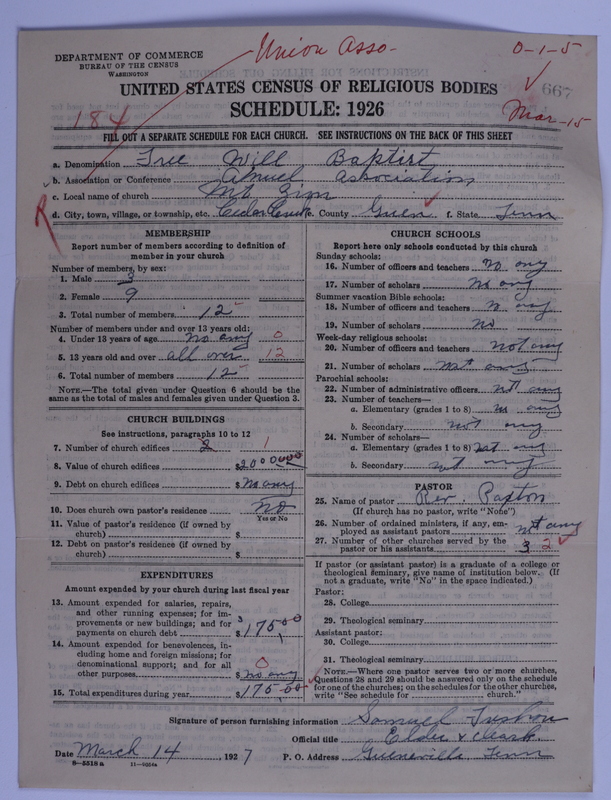 Union Asso-
0-1-5
DEPARTMENT OF COMMERCE
BUREAU OF THE CENSUS
WASHINGTON
667
UNITED STATES CENSUS OF RELIGIOUS BODIES
SCHEDULE: 1926
184
Mar-15
FILL OUT A SEPARATE SCHEDULE FOR EACH CHURCH. SEE INSTRUCTIONS ON THE BACK OF THIS SHEET
a. Denomination Free Will Baptist
b. Association or Conference association
c. Local name of church Mt Zion
d. City, town, village, or township, etc. Cedar Creek e. County Green f. State Tenn
R
MEMBERSHIP
Report number of members according to definition of
member in your church
Number of members, by sex:
1. Male 3
2. Female 9
3. Total number of members 12
Number of members under and over 13 years old:
4. Under 13 years of age no any 0
5. 13 years old and over all over 12
6. Total number of members 12
NOTE.—The total given under Question 6 should be the
same as the total of males and females given under Question 3.
CHURCH BUILDINGS
See instructions, paragraphs 10 to 12
7. Number of church edifices 2 1
8. Value of church edifices $2000.00
9. Debt on church edifices $ no any
10. Does church own pastor's residence? no
Yes or No
11. Value of pastor's residence (if owned by
church) $
12. Debt on pastor's residence (if owned by
church) $
EXPENDITURES
Amount expended by your church during last fiscal year
13. Amount expended for salaries, repairs,
and other running expenses; for im-
provements or new buildings; and for
payments on church debt $175.00
14. Amount expended for benevolences, in-
cluding home and foreign missions; for
denominational support; and for all
other purposes 0 $ no any
15. Total expenditures during year $175.00
CHURCH SCHOOLS
Report here only schools conducted by this church
Sunday schools:
16. Number of officers and teachers no any
17. Number of scholars no any
Summer vacation Bible schools:
18. Number of officers and teachers no any
19. Number of scholars no
Week-day religious schools:
20. Number of officers and teachers not any
21. Number of scholars not any
Parochial schools:
22. Number of administrative officers not any
23. Number of teachers—
a. Elementary (grades 1 to 8) no any
b. Secondary not any
24. Number of scholars—
a. Elementary (grades 1 to 8) not any
b. Secondary not any
PASTOR
25. Name of pastor Rev. Paxton
(If church has no pastor, write "None")
26. Number of ordained ministers, if any, em-
ployed as assistant pastors not any
27. Number of other churches served by the
pastor or his assistants 3 2
If pastor (or assistant pastor) is a graduate of a college or
theological seminary, give name of institution below. (If
not a graduate, write "No" in the space indicated.)
Pastor:
28. College
29. Theological seminary
Assistant pastor:
30. College
31. Theological seminary
NOTE.—Where one pastor serves two or more churches,
Questions 28 and 29 should be answered only on the schedule
for one of the churches; on the schedules for the other churches,
write "See schedule for church."
Signature of person furnishing information Samuel
Official title Elder & Clerk
Date March 14, 1927 P. O. Address Greeneville Tenn
8-5518 a